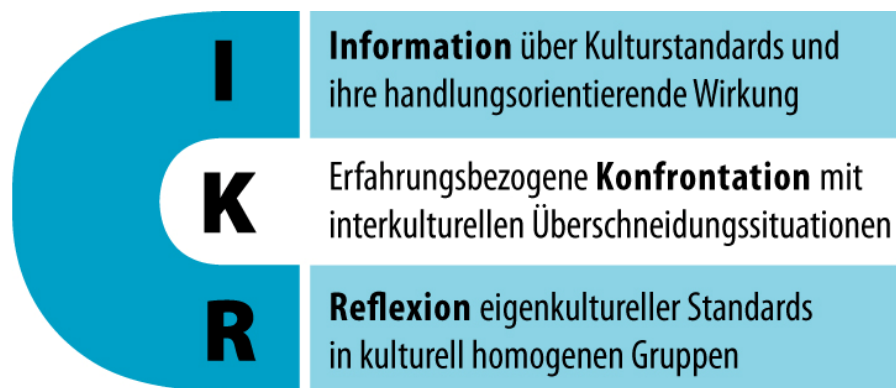 I
Information über Kulturstandards und
ihre handlungsorientierende Wirkung
K
Erfahrungsbezogene Konfrontation mit
interkulturellen Überschneidungssituationen
R
Reflexion eigenkultureller Standards
in kulturell homogenen Gruppen